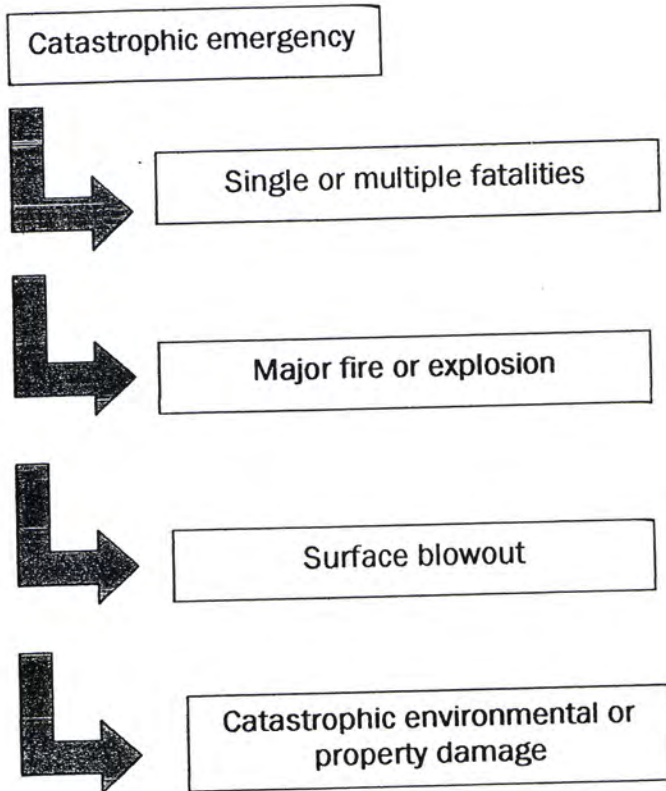 Catastrophic emergency
Single or multiple fatalities
Major fire or explosion
Surface blowout
Catastrophic environmental or
property damage